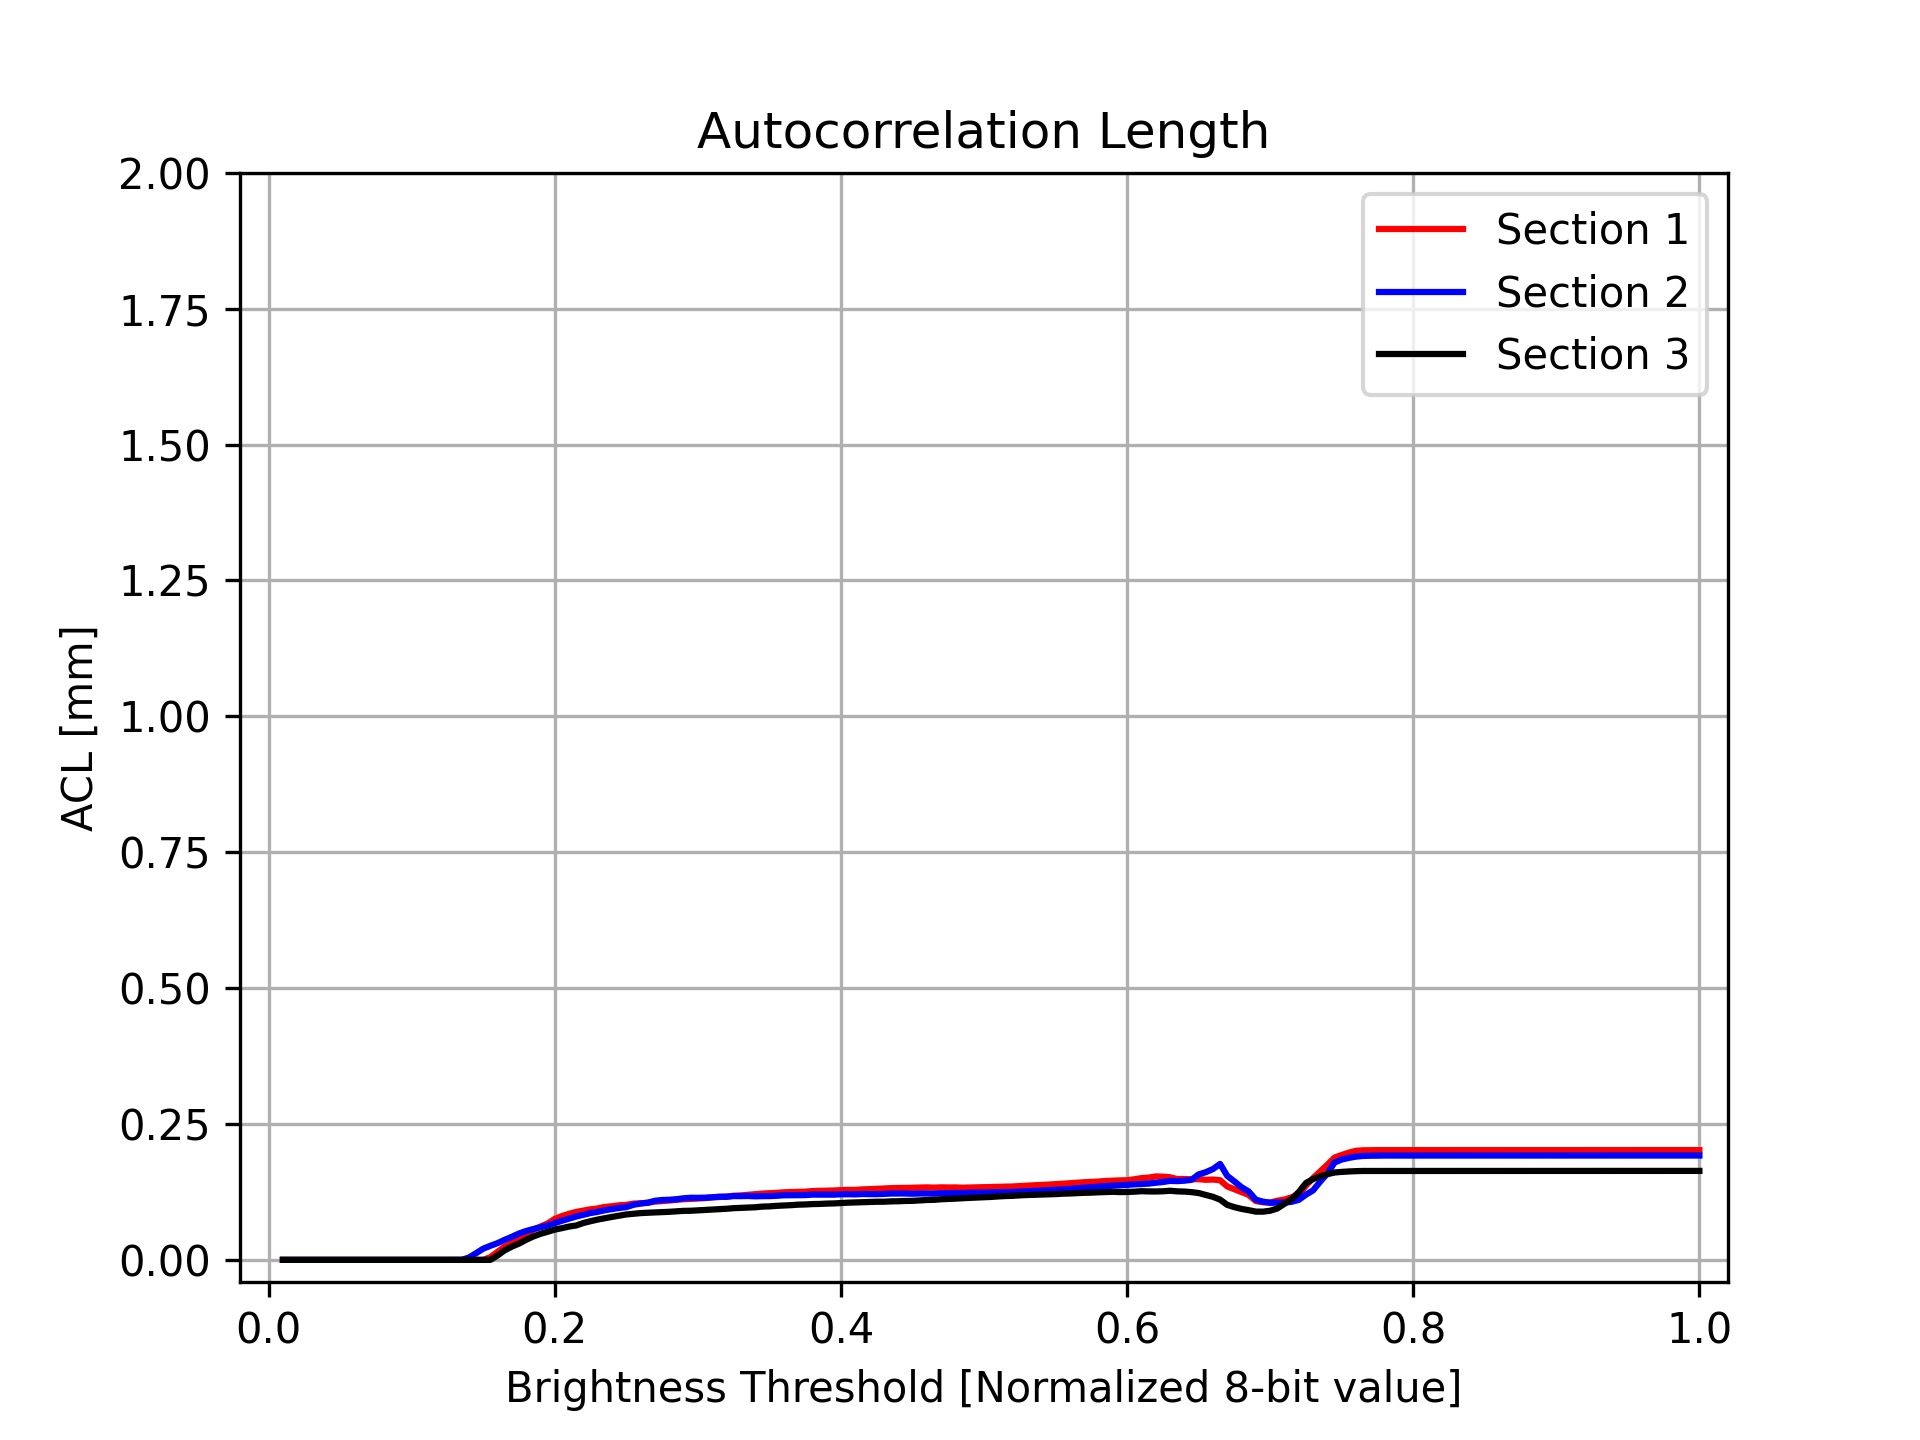 Autocorrelation Length
2.00
1.75
1.50
1.25
1.00
0.75
0.50
0.25
0.00
ACL [mm]
Section 1
Section 2
Section 3
0.0 0.2 0.4 0.6 0.8 1.0
Brightness Threshold [Normalized 8-bit value]